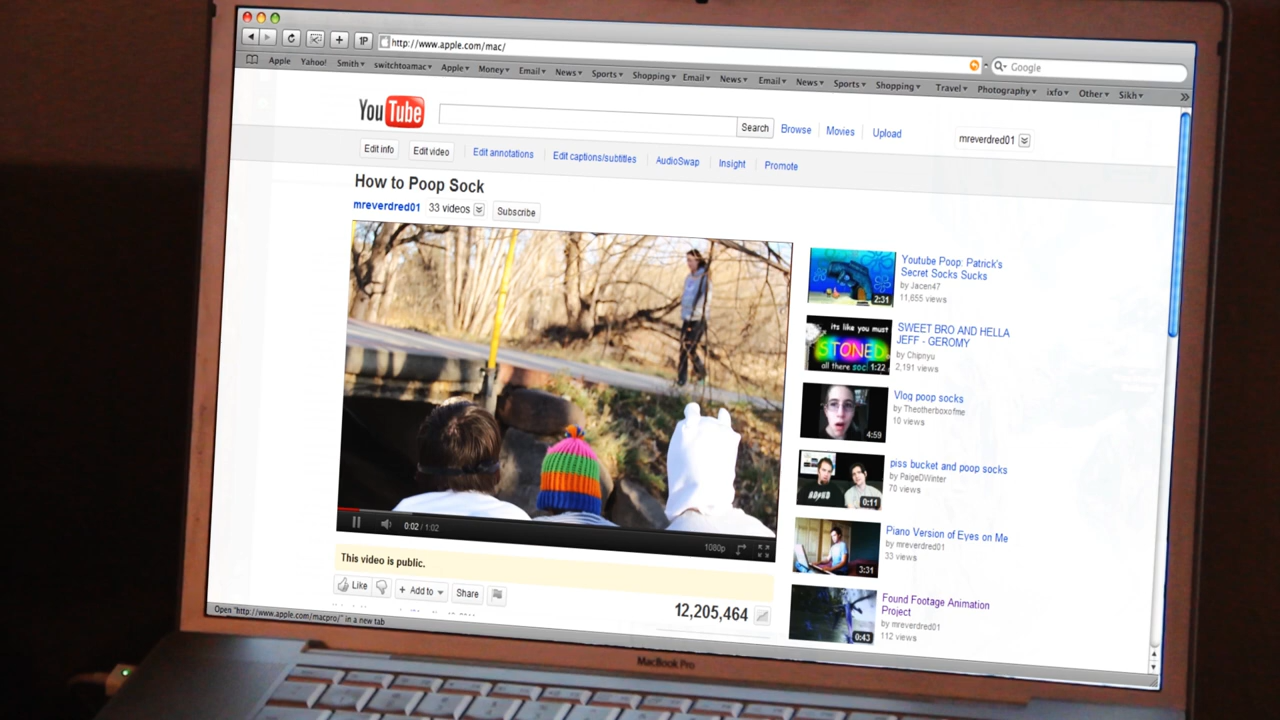 http://www.apple.com/mac/
Google
Apple Yahoo! Smith switchtoamac Apple Money Email News Sports Shopping Email News Email News Sports Shopping Travel Photography ixfo Other Sikh
YouTube
Search Browse Movies Upload mreverdred01
Edit info Edit video Edit annotations Edit captions/subtitles AudioSwap Insight Promote
How to Poop Sock
mreverdred01 33 videos Subscribe
0:02 / 1:02 1080p
This video is public.
Like + Add to Share
12,205,464
Youtube Poop: Patrick's
Secret Socks Sucks
by Jacen47
11,655 views
2:31
its like you must
STONED
all there soc 1:22
SWEET BRO AND HELLA
JEFF - GEROMY
by Chipnyu
2,191 views
4:59
Vlog poop socks
by Theotherboxofme
10 views
0:11
piss bucket and poop socks
by PaigeDWinter
70 views
3:31
Piano Version of Eyes on Me
by mreverdred01
33 views
0:43
Found Footage Animation
Project
by mreverdred01
112 views
Open "http://www.apple.com/macpro/" in a new tab
MacBook Pro